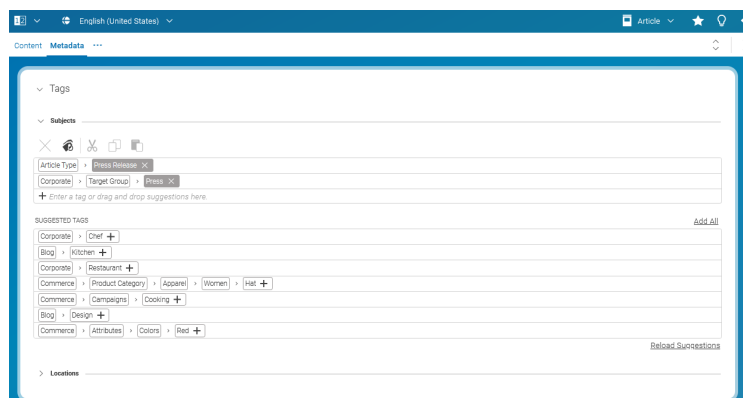 English (United States) Article
Content Metadata ...
Tags
Subjects
Article Type › Press Release ×
Corporate › Target Group › Press ×
+ Enter a tag or drag and drop suggestions here.
SUGGESTED TAGS Add All
Corporate › Chef +
Blog › Kitchen +
Corporate › Restaurant +
Commerce › Product Category › Apparel › Women › Hat +
Commerce › Campaigns › Cooking +
Blog › Design +
Commerce › Attributes › Colors › Red +
Reload Suggestions
Locations